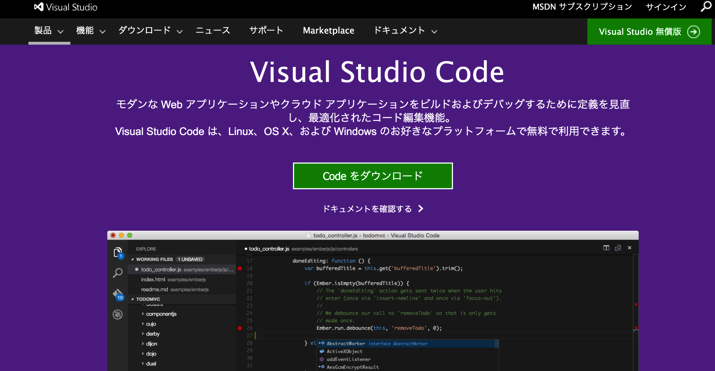 Visual Studio
MSDN サブスクリプション サインイン
製品 機能 ダウンロード ニュース サポート Marketplace ドキュメント
Visual Studio 無償版
Visual Studio Code
モダンな Web アプリケーションやクラウド アプリケーションをビルドおよびデバッグするために定義を見直
し、最適化されたコード編集機能。
Visual Studio Code は、Linux、OS X、および Windows のお好きなプラットフォームで無料で利用できます。
Code をダウンロード
ドキュメントを確認する
todo_controller.js - todomvc - Visual Studio Code
EXPLORE
WORKING FILES 1 UNSAVED
todo_controller.js examples/emberjs/js/c...
index.html examples/emberjs
readme.md examples/emberjs
TODOMVC
componentjs
cujo
derby
dijon
dojo
duel
todo_controller.js examples/emberjs/js/controllers
17 doneEditing: function () {
18 var bufferedTitle = this.get('bufferedTitle').trim();
19
20 if (Ember.isEmpty(bufferedTitle)) {
21 // The `doneEditing` action gets sent twice when the user hits
22 // enter (once via 'insert-newline' and once via 'focus-out').
23 //
24 // We debounce our call to 'removeTodo' so that it only gets
25 // made once.
26 Ember.run.debounce(this, 'removeTodo', 0);
27
28 } el
AbstractWorker interface AbstractWorker
ActiveXObject
addEventListener
AesGcmEncryptResult